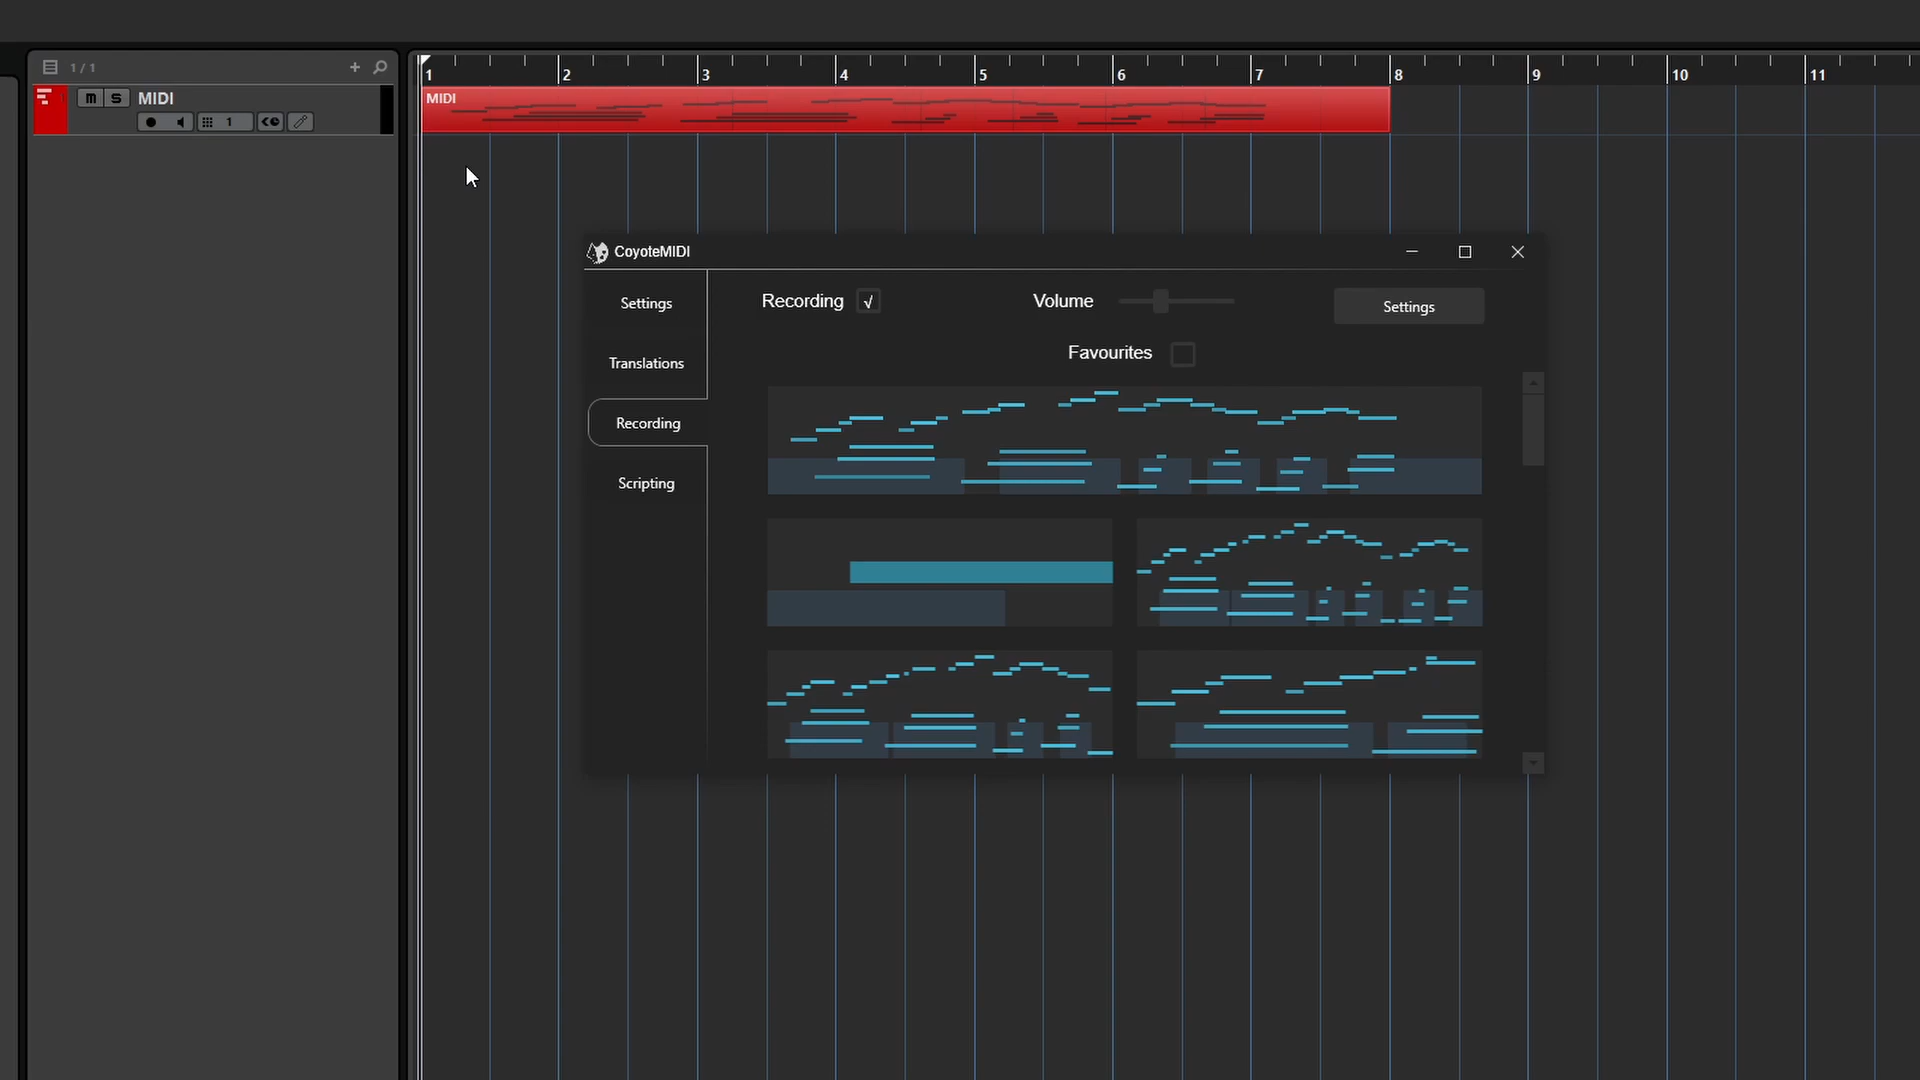 1 / 1
+
m S MIDI
1
1 2 3 4 5 6 7 8 9 10 11
MIDI
CoyoteMIDI
Settings
Translations
Recording
Scripting
Recording √
Volume
Settings
Favourites